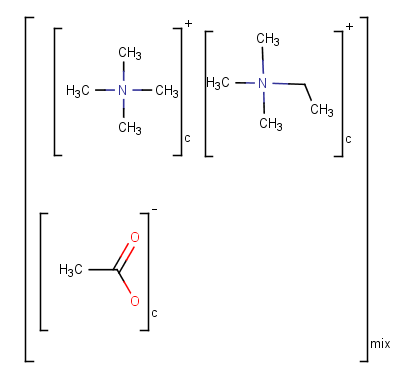 + +
CH₃ CH₃
H₃C N CH₃ H₃C N
CH₃ CH₃ CH₃
c c
−
O
H₃C
O
c
mix